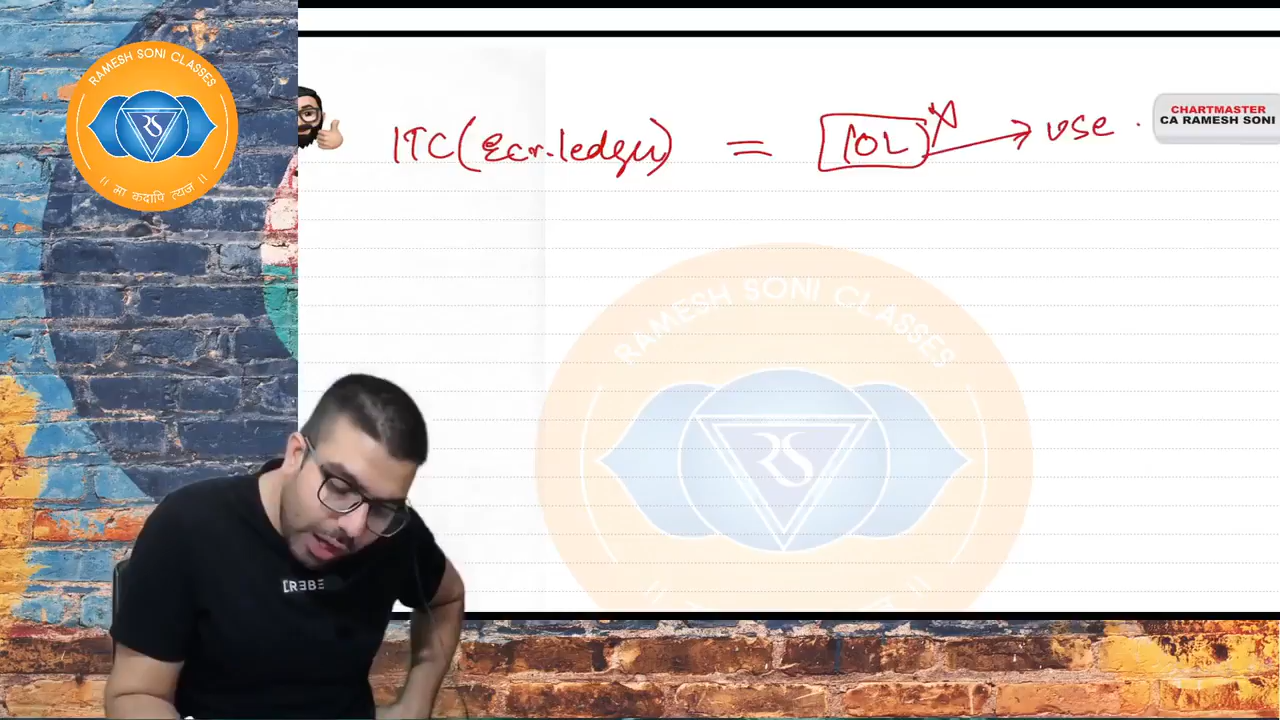 RAMESH SONI CLASSES
RS
।। मा कदापि त्यज ।।
ITC (Ecr. ledger) = 10L use.
CHARTMASTER
CA RAMESH SONI
RAMESH SONI CLASSES
RS